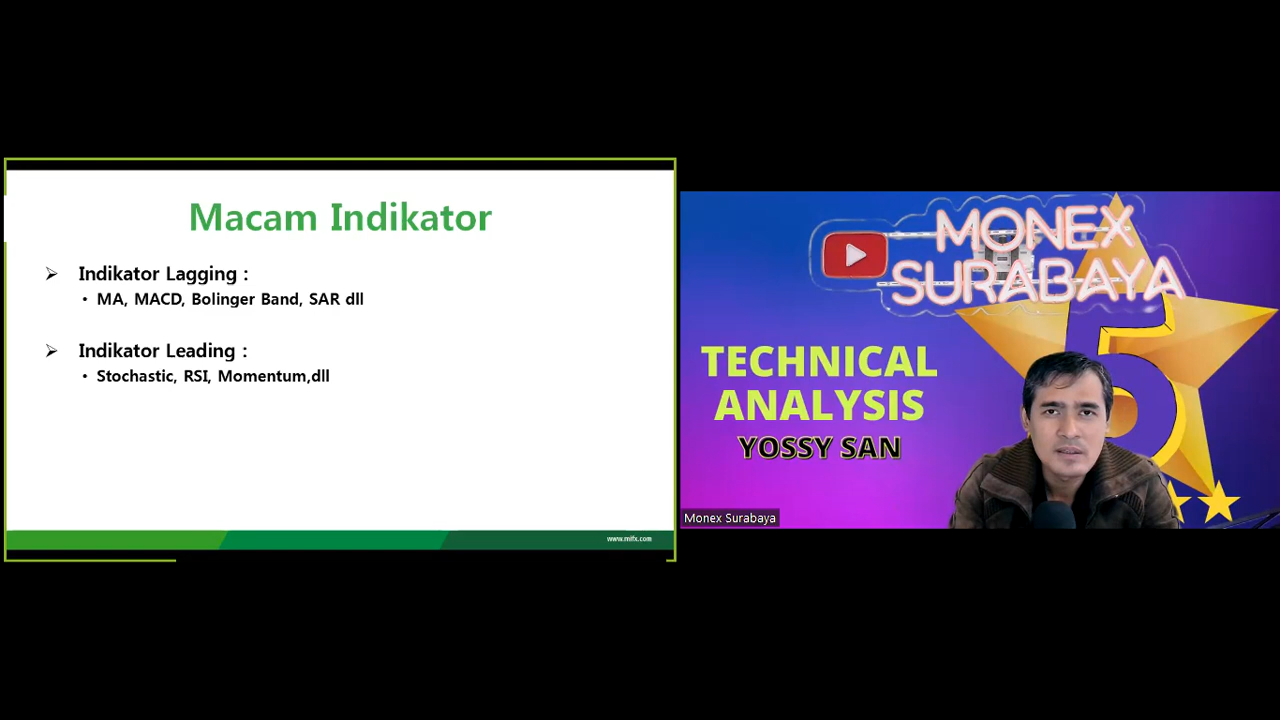 Macam Indikator
Indikator Lagging :
MA, MACD, Bolinger Band, SAR dll
Indikator Leading :
Stochastic, RSI, Momentum,dll
www.mifx.com
MONEX
SURABAYA
5
TECHNICAL
ANALYSIS
YOSSY SAN
Monex Surabaya